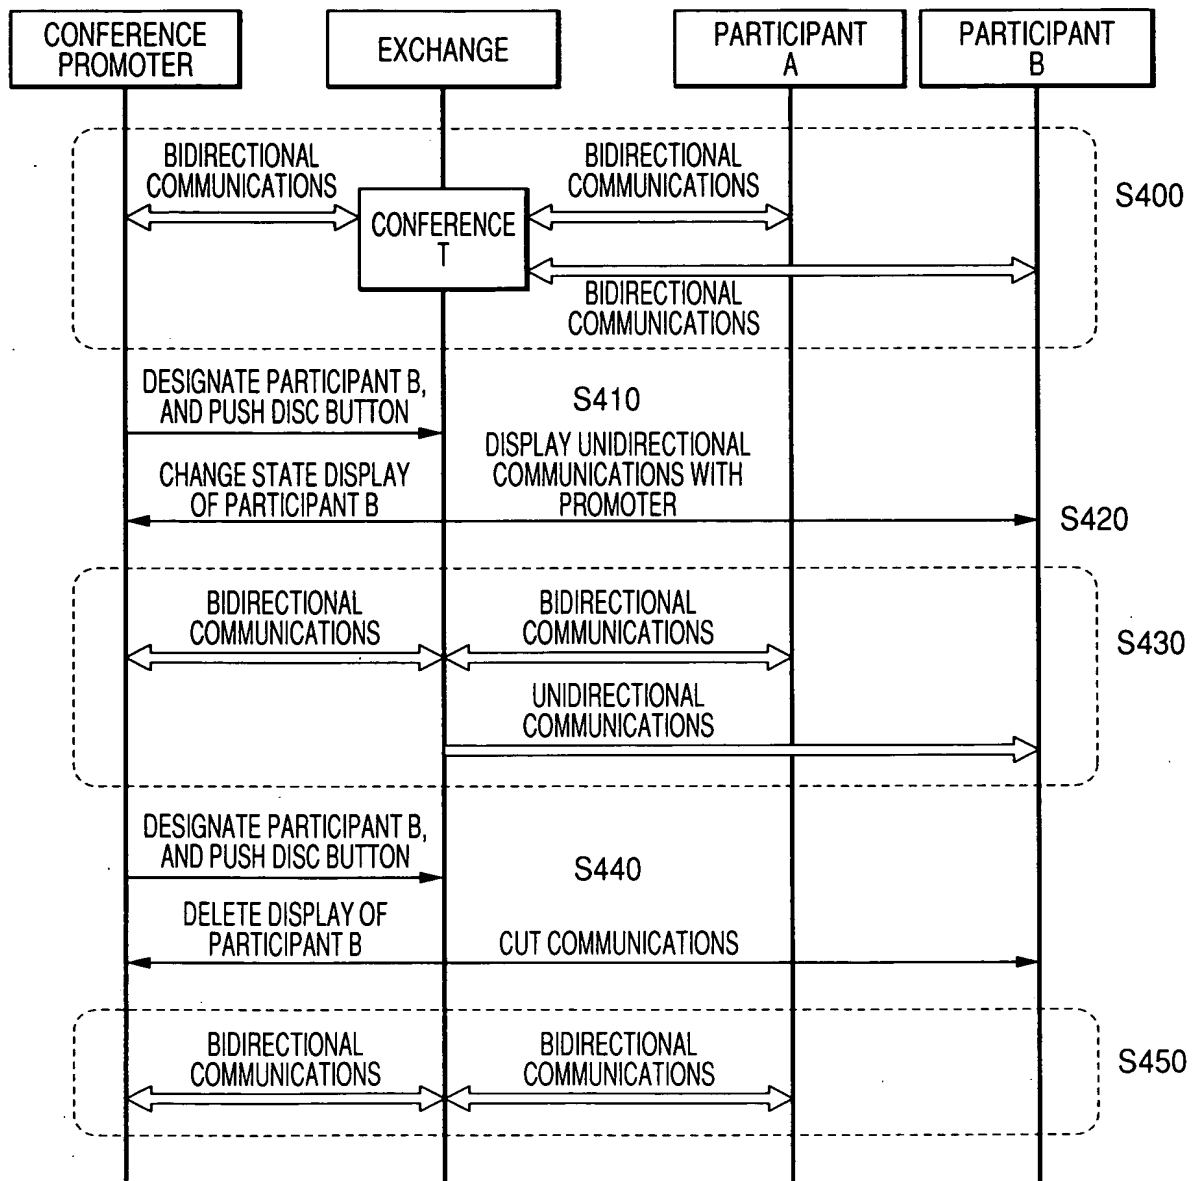 CONFERENCE
PROMOTER
EXCHANGE
PARTICIPANT
A
PARTICIPANT
B
BIDIRECTIONAL
COMMUNICATIONS
BIDIRECTIONAL
COMMUNICATIONS
S400
CONFERENCE
T
BIDIRECTIONAL
COMMUNICATIONS
DESIGNATE PARTICIPANT B,
AND PUSH DISC BUTTON
S410
CHANGE STATE DISPLAY
OF PARTICIPANT B
DISPLAY UNIDIRECTIONAL
COMMUNICATIONS WITH
PROMOTER
S420
BIDIRECTIONAL
COMMUNICATIONS
BIDIRECTIONAL
COMMUNICATIONS
S430
UNIDIRECTIONAL
COMMUNICATIONS
DESIGNATE PARTICIPANT B,
AND PUSH DISC BUTTON
S440
DELETE DISPLAY OF
PARTICIPANT B
CUT COMMUNICATIONS
BIDIRECTIONAL
COMMUNICATIONS
BIDIRECTIONAL
COMMUNICATIONS
S450